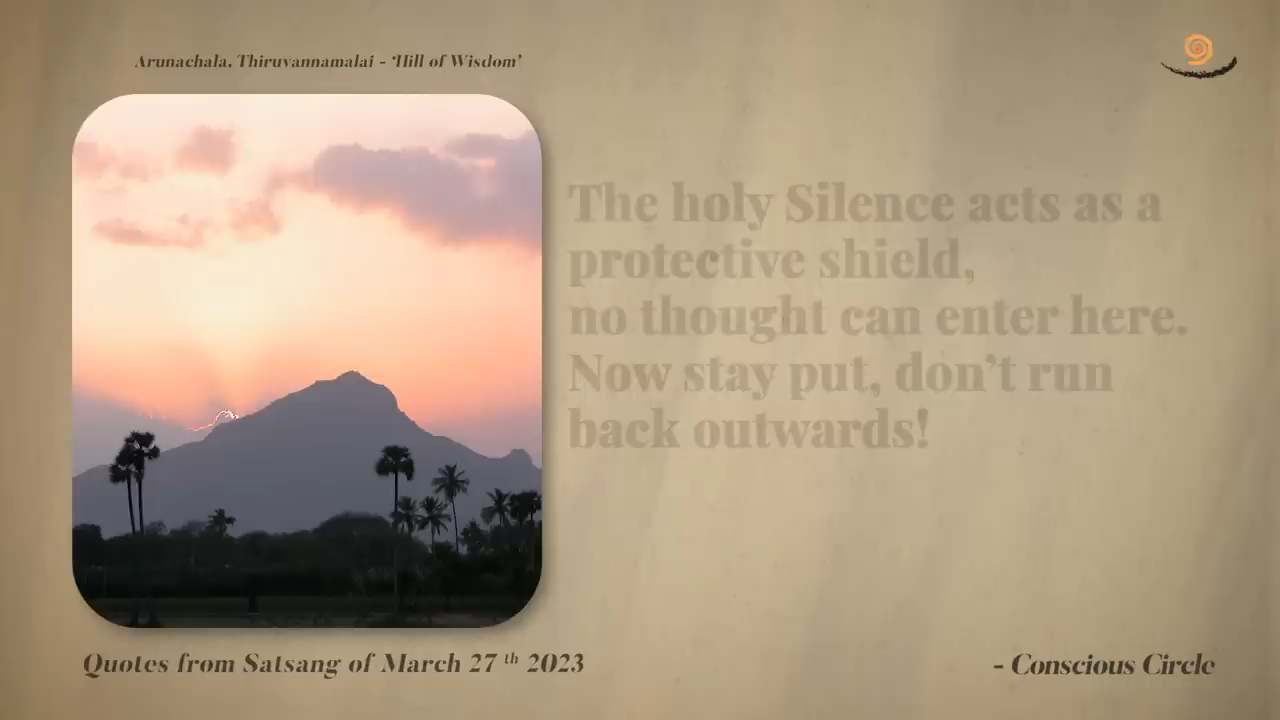 Arunachala, Thiruvannamalai - 'Hill of Wisdom'
The holy Silence acts as a
protective shield,
no thought can enter here.
Now stay put, don’t run
back outwards!
Quotes from Satsang of March 27 th 2023
- Conscious Circle